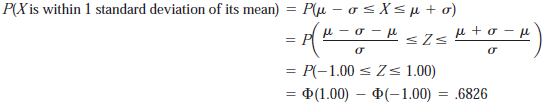 P(X is within 1 standard deviation of its mean) = P(μ − σ ≤ X ≤ μ + σ)
= P((μ − σ − μ)/σ ≤ Z ≤ (μ + σ − μ)/σ)
= P(−1.00 ≤ Z ≤ 1.00)
= Φ(1.00) − Φ(−1.00) = .6826